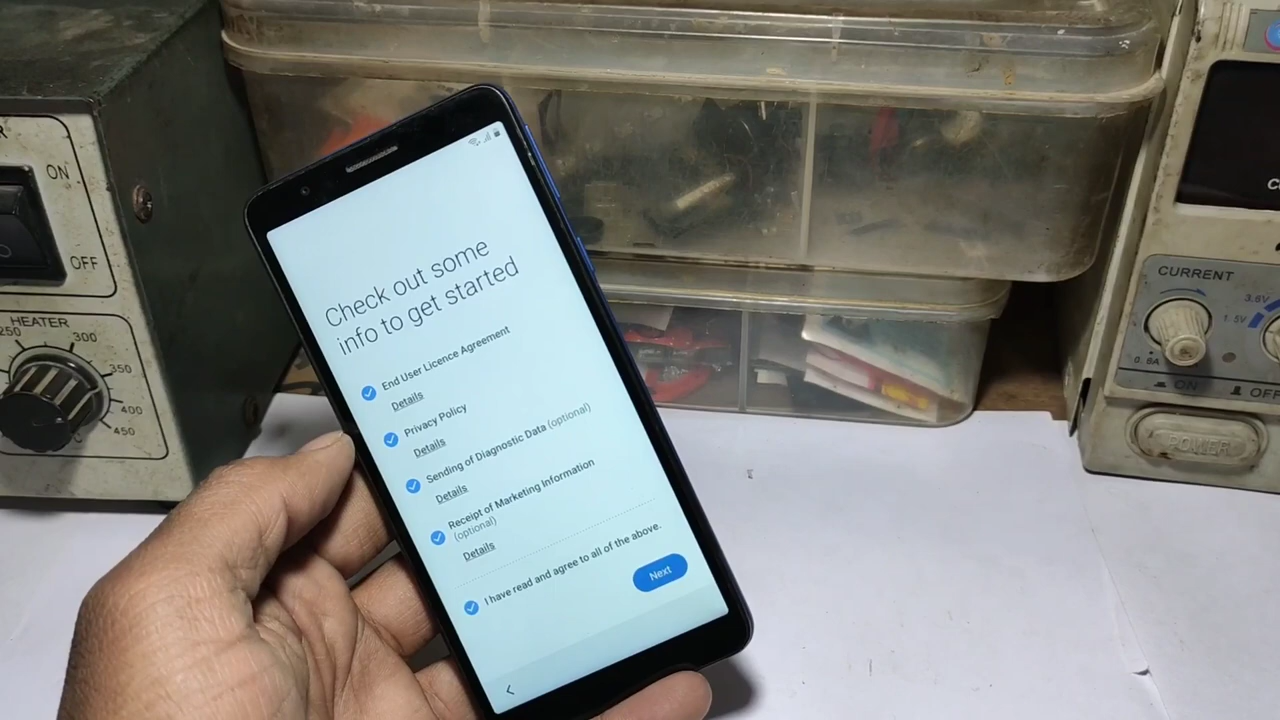 ON
OFF
HEATER
250
300
350
400
450
°C
Check out some
info to get started
End User Licence Agreement
Details
Privacy Policy
Details
Sending of Diagnostic Data (optional)
Details
Receipt of Marketing Information
(optional)
Details
I have read and agree to all of the above.
Next
CURRENT
0.8A
3.6V
1.5V
ON
OFF
POWER